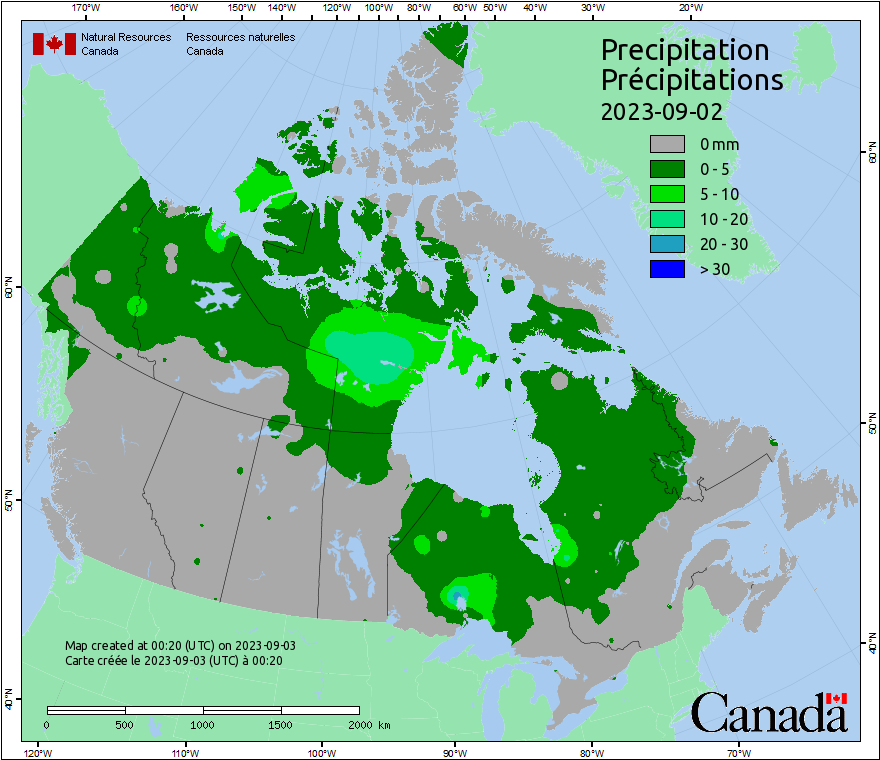 170°W 160°W 150°W 140°W 120°W 100°W 80°W 60°W 50°W 40°W 30°W 20°W
Natural Resources Ressources naturelles
Canada Canada
Precipitation
Précipitations
2023-09-02
0 mm
0 - 5
5 - 10
10 - 20
20 - 30
> 30
60°N
60°N
50°N
50°N
40°N
40°N
Map created at 00:20 (UTC) on 2023-09-03
Carte créée le 2023-09-03 (UTC) à 00:20
0 500 1000 1500 2000 km
Canada
120°W 110°W 100°W 90°W 80°W 70°W